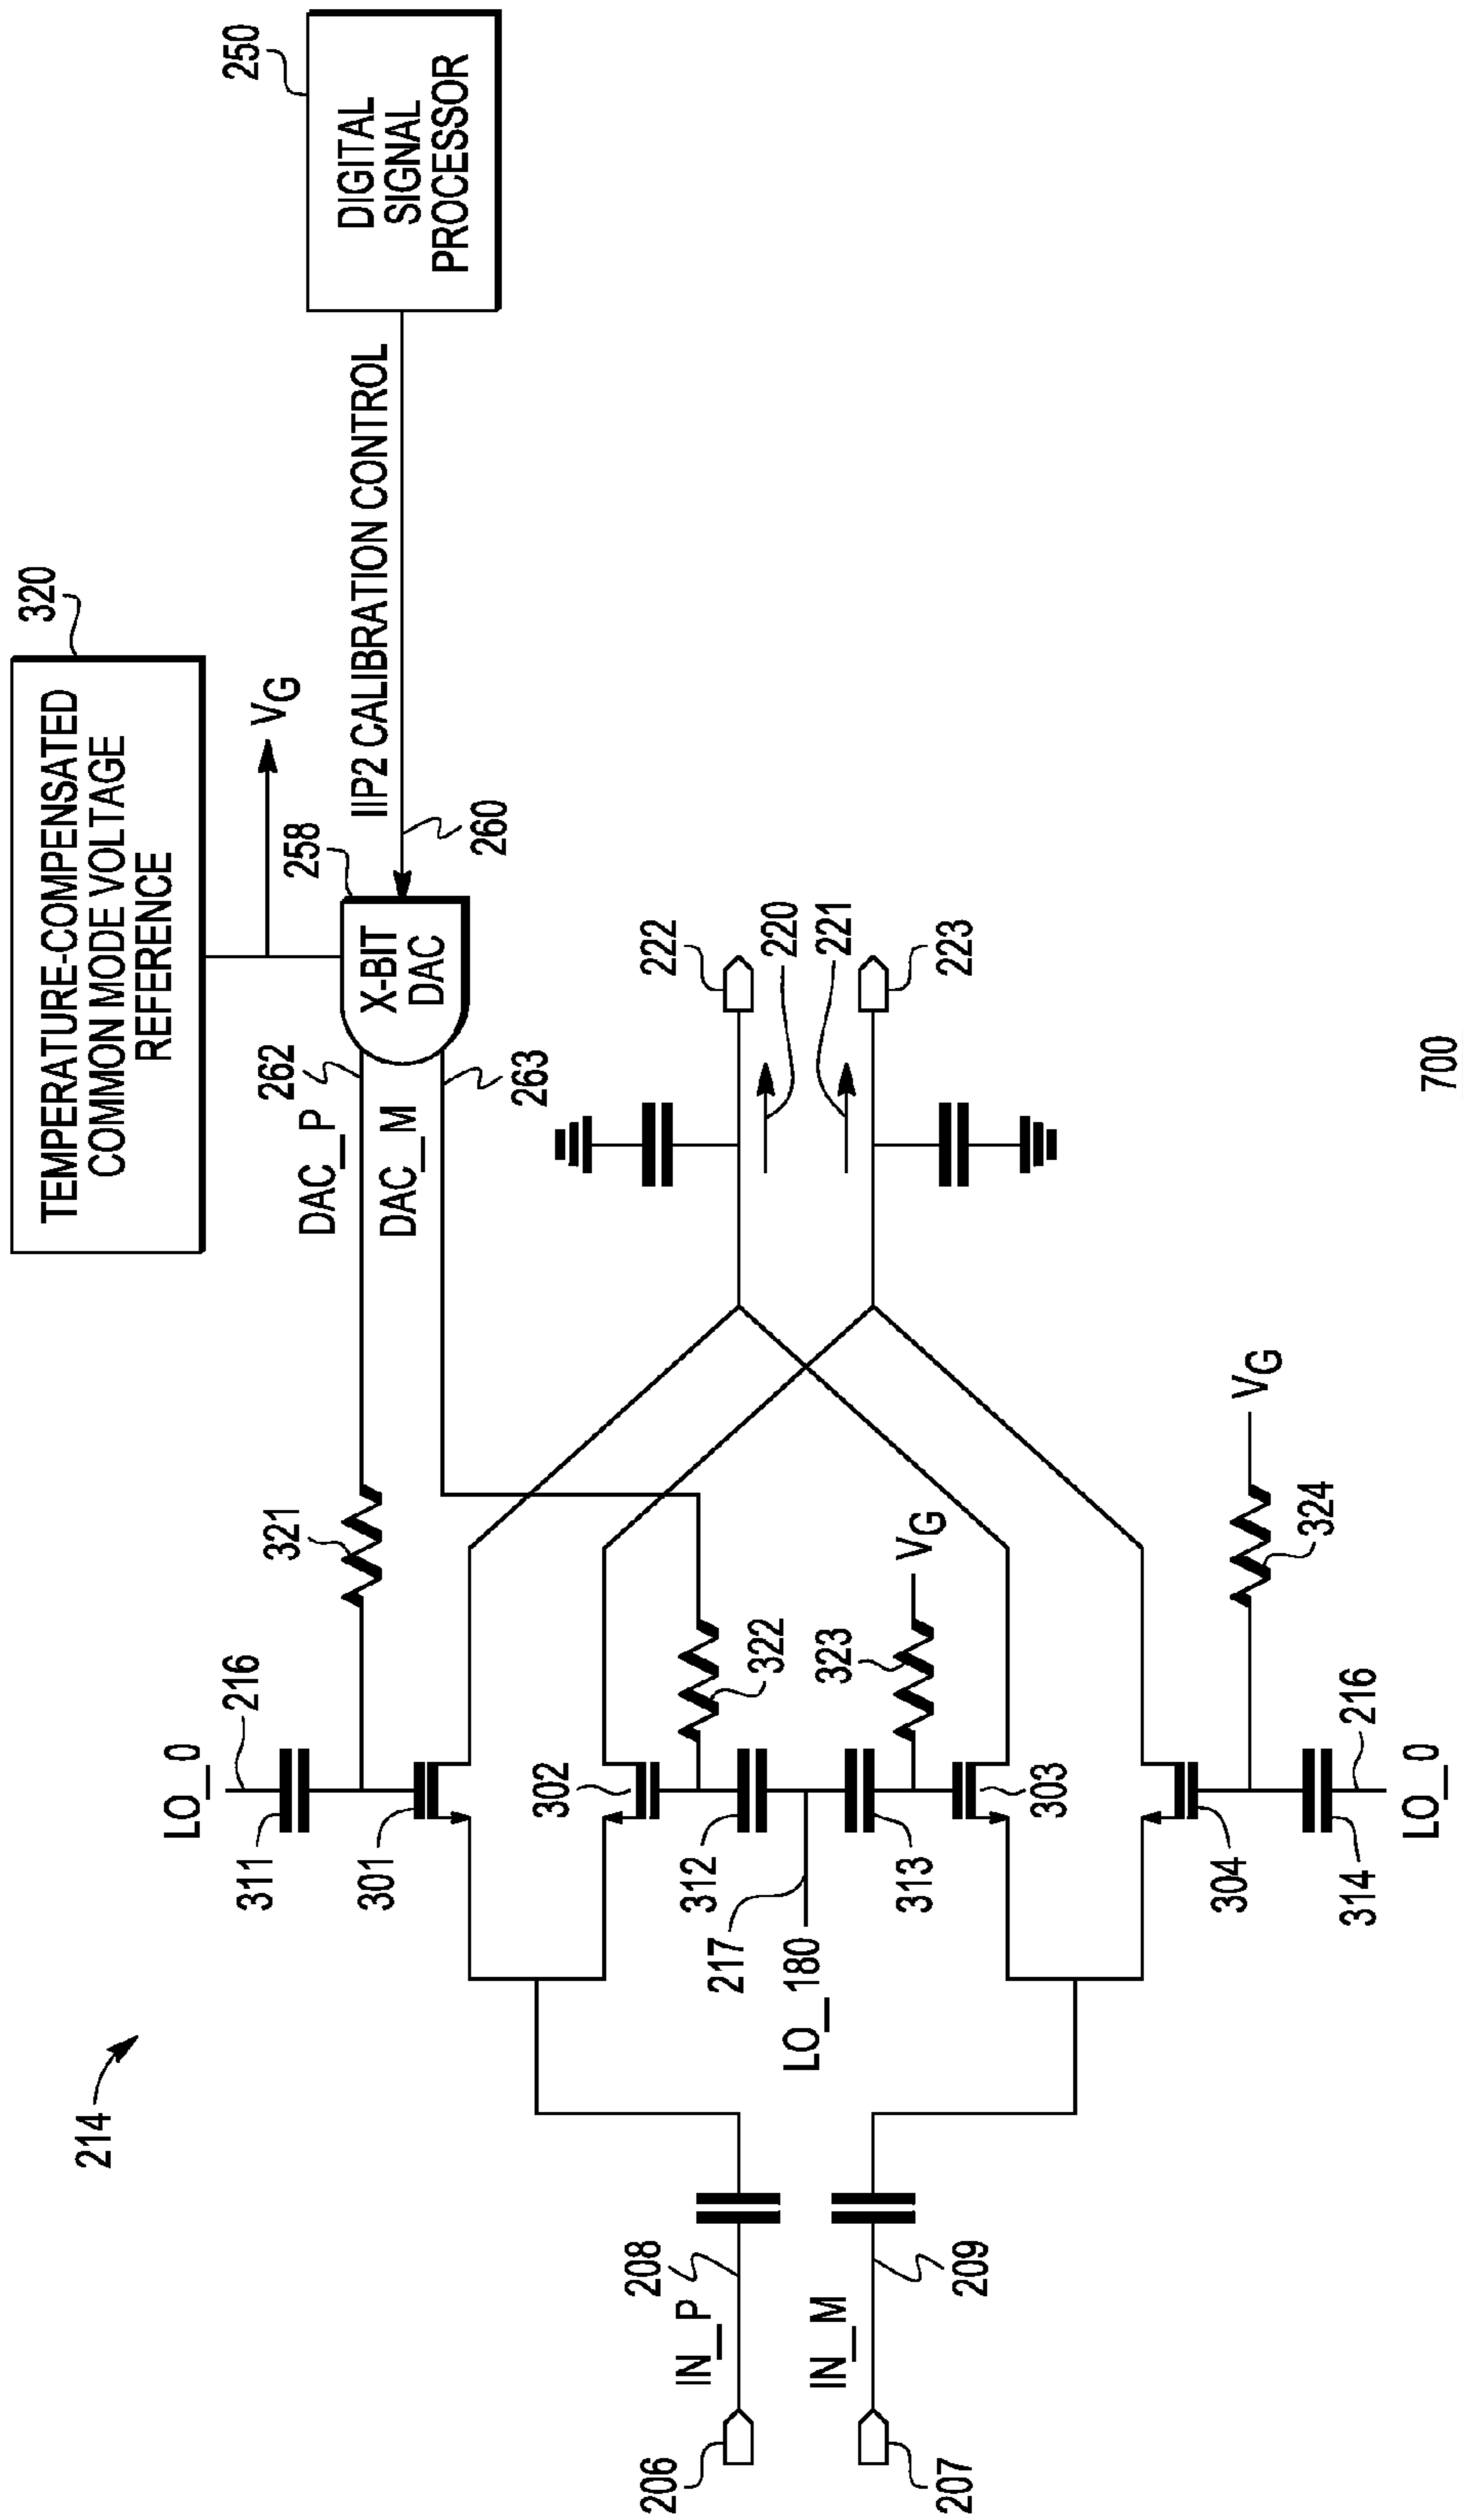 214
TEMPERATURE-COMPENSATED
COMMON MODE VOLTAGE
REFERENCE
320
VG
LO_0
216
311
301
321
DAC_P
262
DAC_M
263
X-BIT
DAC
258
IIP2 CALIBRATION CONTROL
260
DIGITAL
SIGNAL
PROCESSOR
250
302
322
312
217
LO_180
313
323
VG
303
206
IN_P
208
IN_M
207
209
222
220
221
223
304
324
VG
314
216
LO_0
700